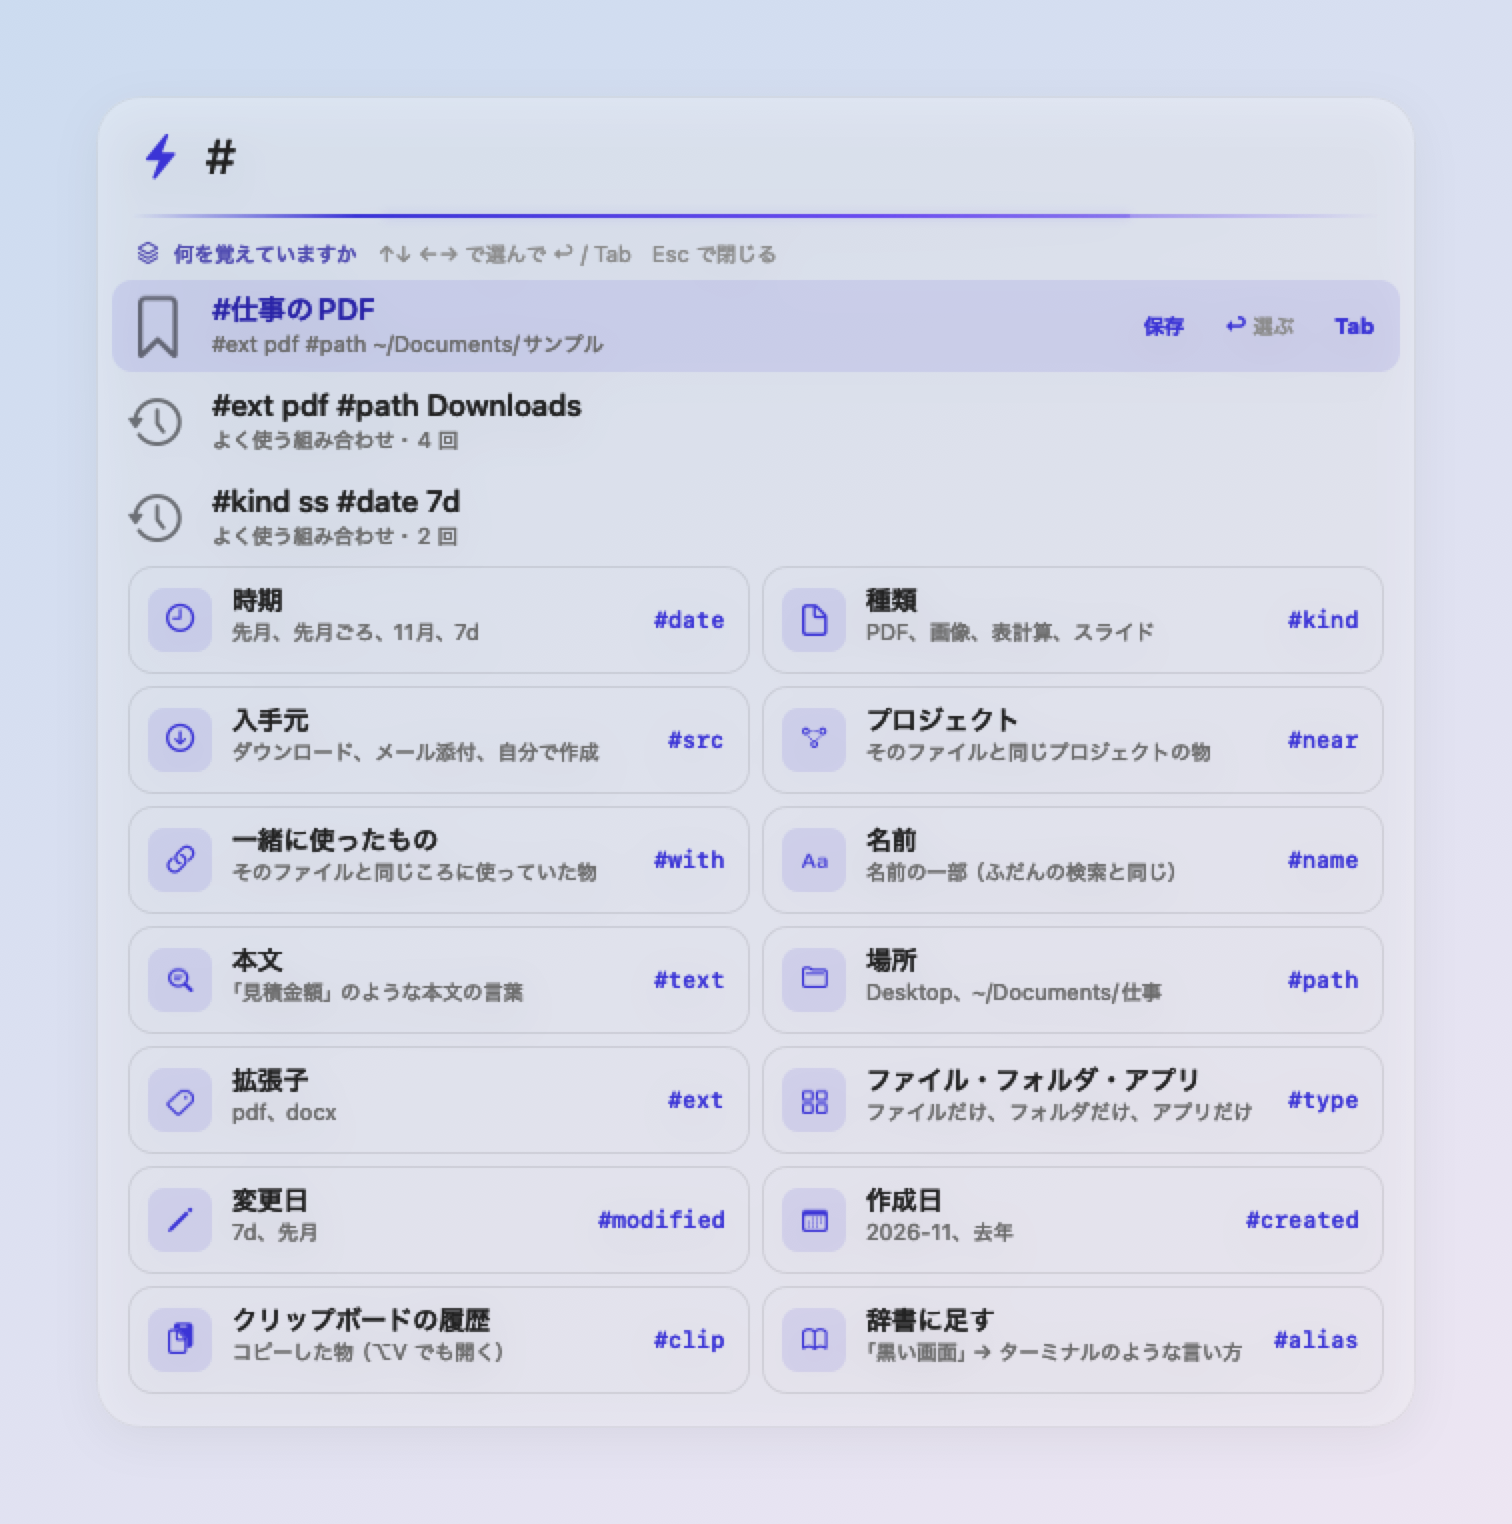 #
何を覚えていますか ↑↓ ←→ で選んで ↩ / Tab Esc で閉じる
#仕事のPDF
#ext pdf #path ~/Documents/サンプル
保存 ↩ 選ぶ Tab
#ext pdf #path Downloads
よく使う組み合わせ・4 回
#kind ss #date 7d
よく使う組み合わせ・2 回
時期
先月、先月ごろ、11月、7d
#date
種類
PDF、画像、表計算、スライド
#kind
入手元
ダウンロード、メール添付、自分で作成
#src
プロジェクト
そのファイルと同じプロジェクトの物
#near
一緒に使ったもの
そのファイルと同じころに使っていた物
#with
Aa
名前
名前の一部（ふだんの検索と同じ）
#name
本文
「見積金額」のような本文の言葉
#text
場所
Desktop、~/Documents/仕事
#path
拡張子
pdf、docx
#ext
ファイル・フォルダ・アプリ
ファイルだけ、フォルダだけ、アプリだけ
#type
変更日
7d、先月
#modified
作成日
2026-11、去年
#created
クリップボードの履歴
コピーした物（⌥V でも開く）
#clip
辞書に足す
「黒い画面」→ ターミナルのような言い方
#alias